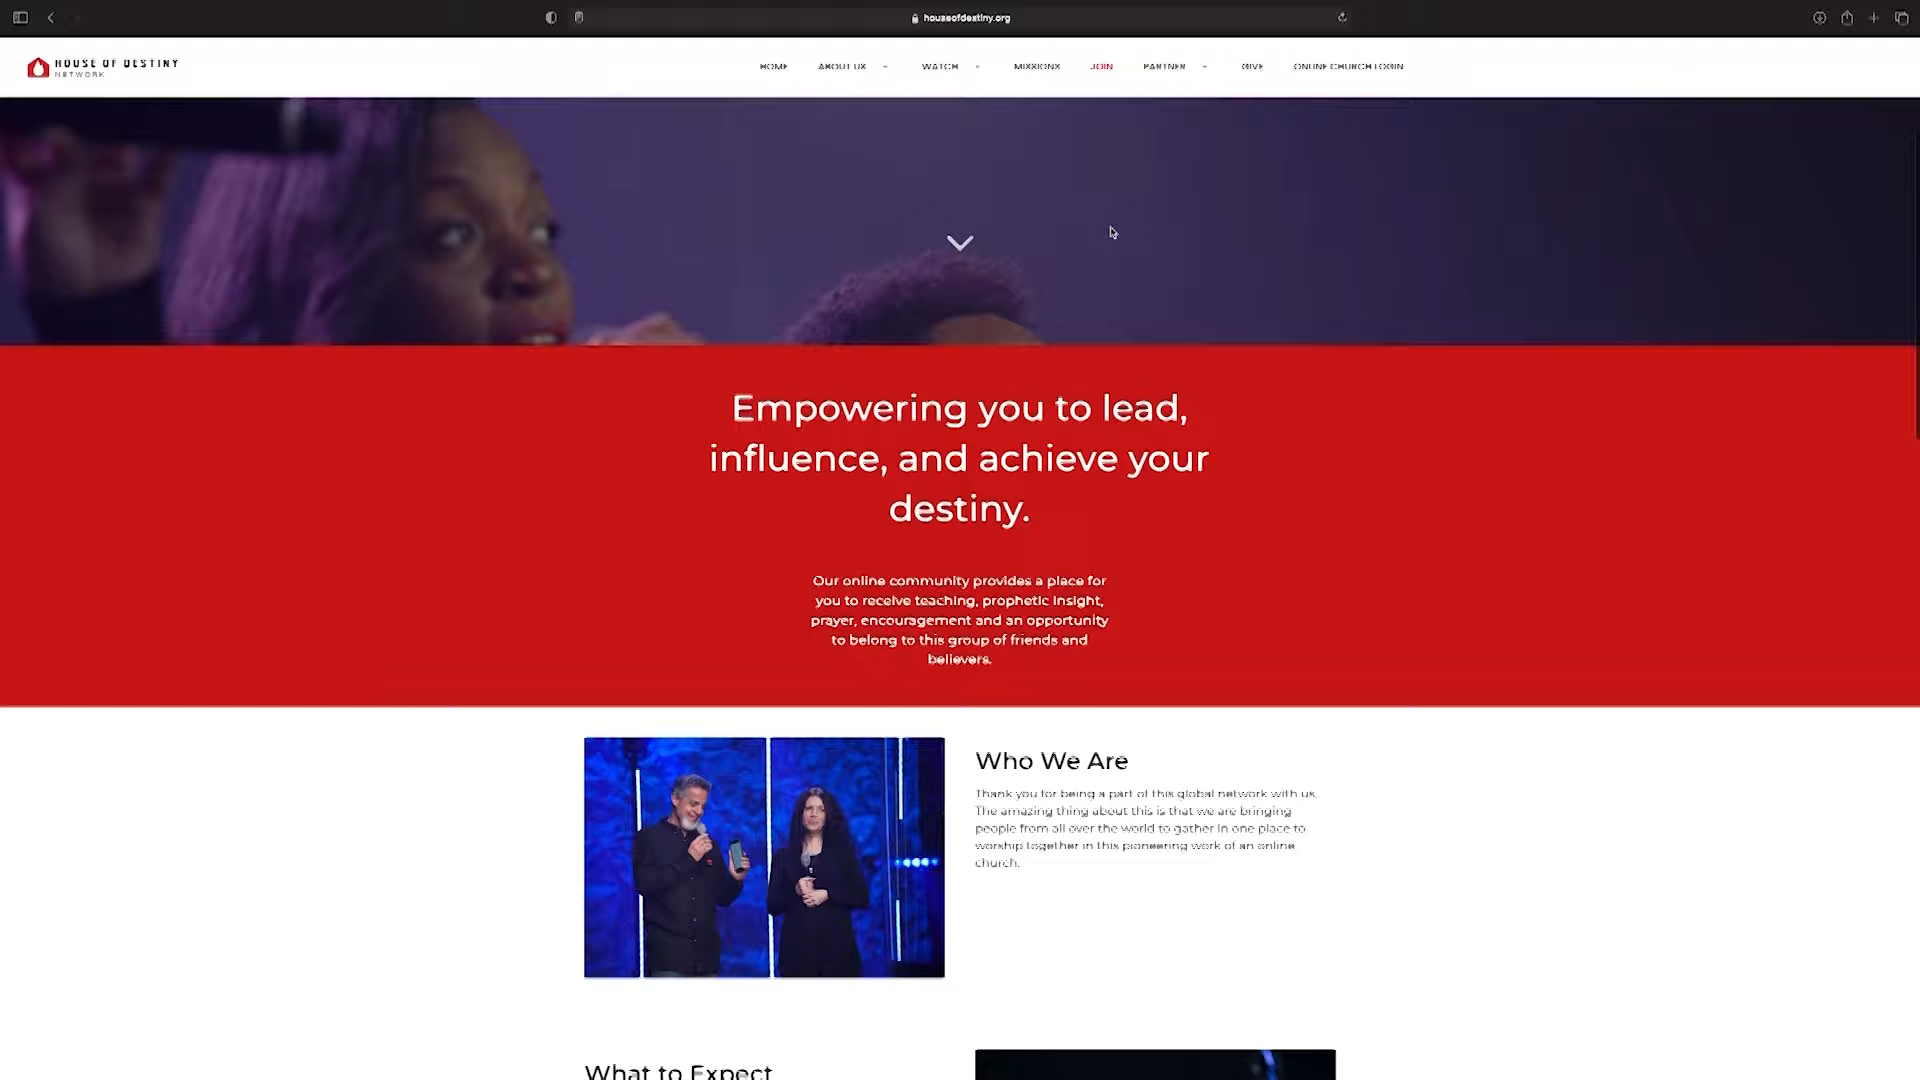 houseofdestiny.org
HOUSE OF DESTINY
NETWORK
HOME ABOUT US WATCH MISSIONS JOIN PARTNER GIVE ONLINE CHURCH LOGIN
Empowering you to lead,
influence, and achieve your
destiny.
Our online community provides a place for
you to receive teaching, prophetic insight,
prayer, encouragement and an opportunity
to belong to this group of friends and
believers.
Who We Are
Thank you for being a part of this global network with us.
The amazing thing about this is that we are bringing
people from all over the world to gather in one place to
worship together in this pioneering work of an online
church.
What to Expect